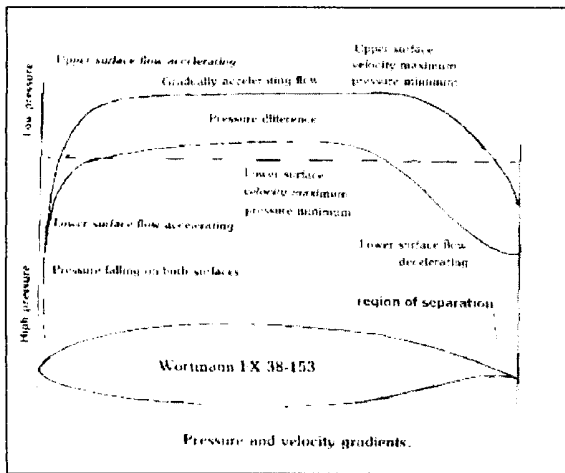 Upper surface flow accelerating
Gradually accelerating flow
Upper surface
velocity maximum
pressure minimum
Low pressure
Pressure difference
Lower surface
velocity maximum
pressure minimum
Lower surface flow accelerating
Lower surface flow
decelerating
Pressure falling on both surfaces
High pressure
region of separation
Wortmann FX 38-153
Pressure and velocity gradients.